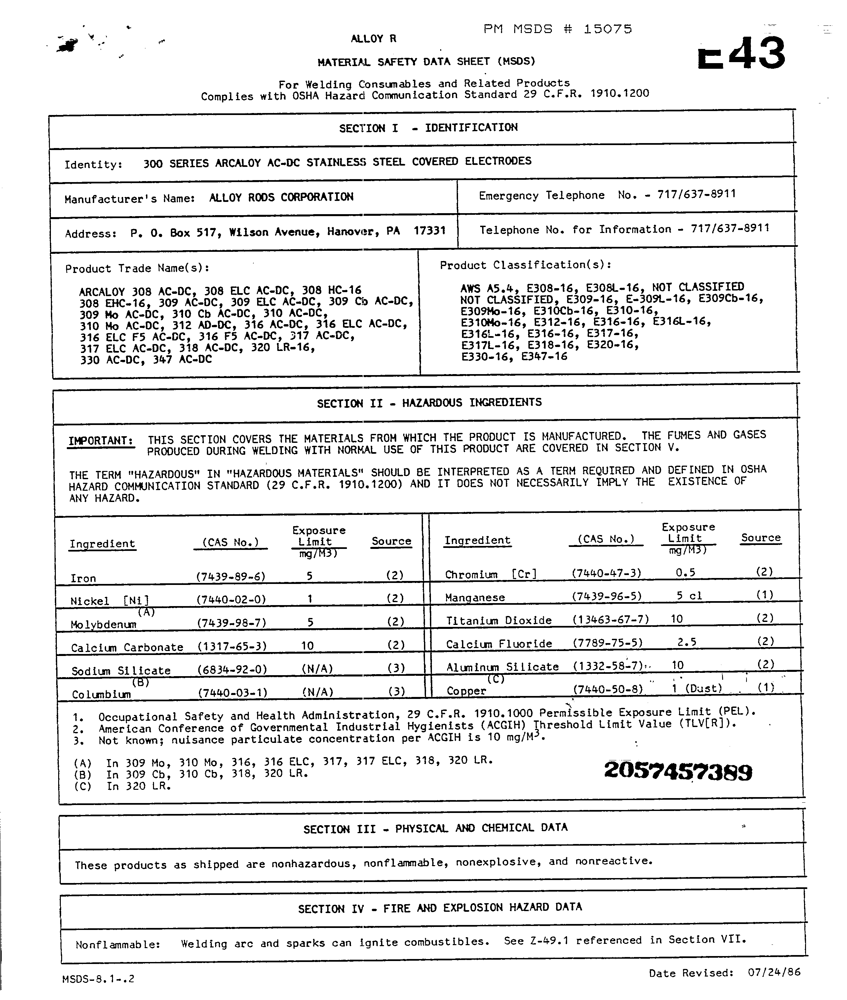 PM MSDS # 15075
ALLOY R
E43
MATERIAL SAFETY DATA SHEET (MSDS)
For Welding Consumables and Related Products
Complies with OSHA Hazard Communication Standard 29 C.F.R. 1910.1200
SECTION I - IDENTIFICATION
Identity: 300 SERIES ARCALOY AC-DC STAINLESS STEEL COVERED ELECTRODES
Manufacturer's Name: ALLOY RODS CORPORATION
Emergency Telephone No. - 717/637-8911
Address: P. O. Box 517, Wilson Avenue, Hanover, PA 17331
Telephone No. for Information - 717/637-8911
Product Trade Name(s):
ARCALOY 308 AC-DC, 308 ELC AC-DC, 308 HC-16
308 EHC-16, 309 AC-DC, 309 ELC AC-DC, 309 Cb AC-DC,
309 Mo AC-DC, 310 Cb AC-DC, 310 AC-DC,
310 Mo AC-DC, 312 AD-DC, 316 AC-DC, 316 ELC AC-DC,
316 ELC F5 AC-DC, 316 F5 AC-DC, 317 AC-DC,
317 ELC AC-DC, 318 AC-DC, 320 LR-16,
330 AC-DC, 347 AC-DC
Product Classification(s):
AWS A5.4, E308-16, E308L-16, NOT CLASSIFIED
NOT CLASSIFIED, E309-16, E-309L-16, E309Cb-16,
E309Mo-16, E310Cb-16, E310-16,
E310Mo-16, E312-16, E316-16, E316L-16,
E316L-16, E316-16, E317-16,
E317L-16, E318-16, E320-16,
E330-16, E347-16
SECTION II - HAZARDOUS INGREDIENTS
IMPORTANT: THIS SECTION COVERS THE MATERIALS FROM WHICH THE PRODUCT IS MANUFACTURED. THE FUMES AND GASES
PRODUCED DURING WELDING WITH NORMAL USE OF THIS PRODUCT ARE COVERED IN SECTION V.
THE TERM "HAZARDOUS" IN "HAZARDOUS MATERIALS" SHOULD BE INTERPRETED AS A TERM REQUIRED AND DEFINED IN OSHA
HAZARD COMMUNICATION STANDARD (29 C.F.R. 1910.1200) AND IT DOES NOT NECESSARILY IMPLY THE EXISTENCE OF
ANY HAZARD.
Ingredient (CAS No.) Exposure Limit mg/M3) Source
Iron (7439-89-6) 5 (2)
Nickel [Ni] (7440-02-0) 1 (2)
(A)
Molybdenum (7439-98-7) 5 (2)
Calcium Carbonate (1317-65-3) 10 (2)
Sodium Silicate (6834-92-0) (N/A) (3)
(B)
Columbium (7440-03-1) (N/A) (3)
Ingredient (CAS No.) Exposure Limit mg/M3) Source
Chromium [Cr] (7440-47-3) 0.5 (2)
Manganese (7439-96-5) 5 cl (1)
Titanium Dioxide (13463-67-7) 10 (2)
Calcium Fluoride (7789-75-5) 2.5 (2)
Aluminum Silicate (1332-58-7) 10 (2)
(C)
Copper (7440-50-8) 1 (Dust) (1)
1. Occupational Safety and Health Administration, 29 C.F.R. 1910.1000 Permissible Exposure Limit (PEL).
2. American Conference of Governmental Industrial Hygienists (ACGIH) Threshold Limit Value (TLV[R]).
3. Not known; nuisance particulate concentration per ACGIH is 10 mg/M³.
(A) In 309 Mo, 310 Mo, 316, 316 ELC, 317, 317 ELC, 318, 320 LR.
(B) In 309 Cb, 310 Cb, 318, 320 LR.
(C) In 320 LR.
2057457389
SECTION III - PHYSICAL AND CHEMICAL DATA
These products as shipped are nonhazardous, nonflammable, nonexplosive, and nonreactive.
SECTION IV - FIRE AND EXPLOSION HAZARD DATA
Nonflammable: Welding arc and sparks can ignite combustibles. See Z-49.1 referenced in Section VII.
MSDS-8.1-.2
Date Revised: 07/24/86